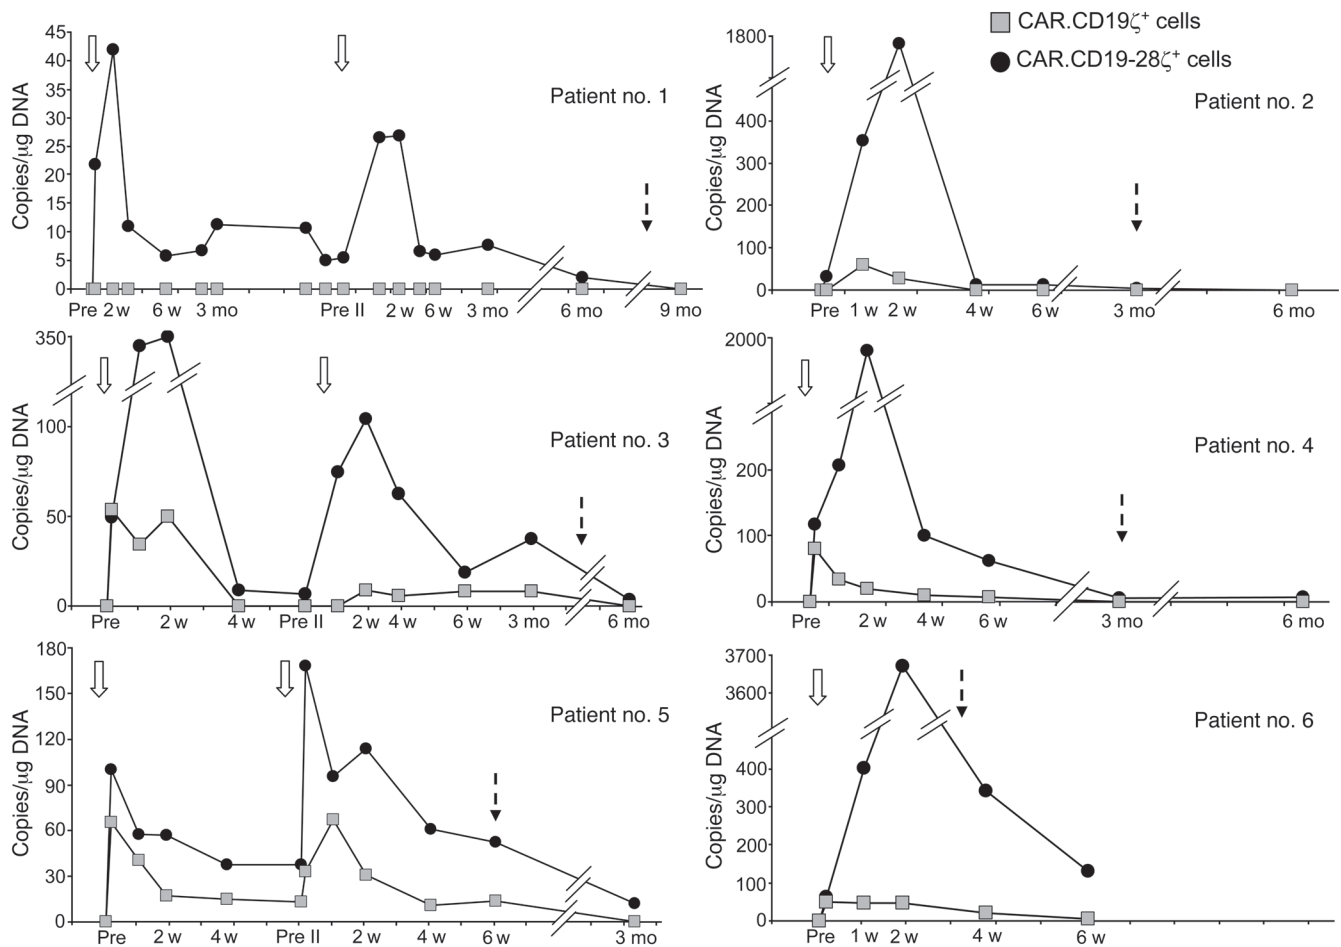 CAR.CD19ζ+ cells
CAR.CD19-28ζ+ cells
Patient no. 1
Copies/μg DNA
45
40
35
30
25
20
15
10
5
0
Pre 2 w 6 w 3 mo Pre II 2 w 6 w 3 mo 6 mo 9 mo
Patient no. 2
Copies/μg DNA
1800
400
300
200
100
0
Pre 1 w 2 w 4 w 6 w 3 mo 6 mo
Patient no. 3
Copies/μg DNA
350
100
50
0
Pre 2 w 4 w Pre II 2 w 4 w 6 w 3 mo 6 mo
Patient no. 4
Copies/μg DNA
2000
200
100
0
Pre 2 w 4 w 6 w 3 mo 6 mo
Patient no. 5
Copies/μg DNA
180
150
120
90
60
30
0
Pre 2 w 4 w Pre II 2 w 4 w 6 w 3 mo
Patient no. 6
Copies/μg DNA
3700
3600
400
300
200
100
0
Pre 1 w 2 w 4 w 6 w